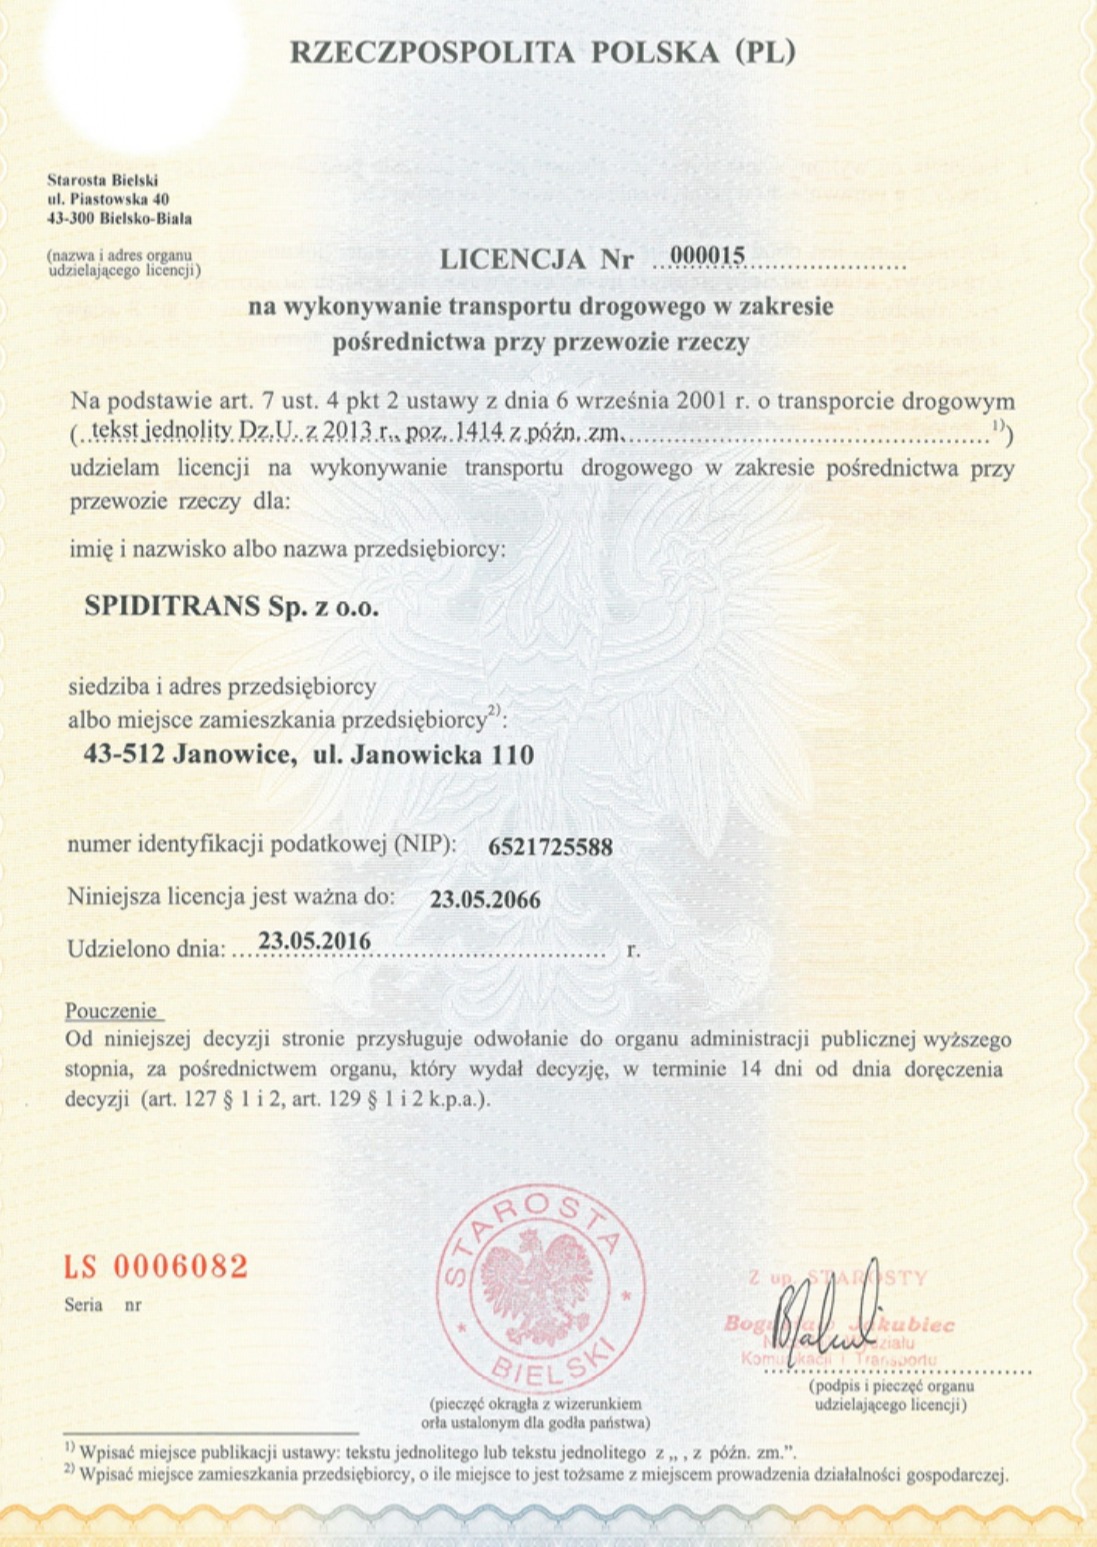 RZECZPOSPOLITA POLSKA (PL)
Starosta Bielski
ul. Piastowska 40
43-300 Bielsko-Biała
(nazwa i adres organu
udzielającego licencji)
LICENCJA Nr ...000015........................
na wykonywanie transportu drogowego w zakresie
pośrednictwa przy przewozie rzeczy
Na podstawie art. 7 ust. 4 pkt 2 ustawy z dnia 6 września 2001 r. o transporcie drogowym
(..tekst jednolity Dz.U. z 2013 r., poz. 1414 z późn. zm...........................................................1))
udzielam licencji na wykonywanie transportu drogowego w zakresie pośrednictwa przy
przewozie rzeczy dla:
imię i nazwisko albo nazwa przedsiębiorcy:
SPIDITRANS Sp. z o.o.
siedziba i adres przedsiębiorcy
albo miejsce zamieszkania przedsiębiorcy2):
43-512 Janowice, ul. Janowicka 110
numer identyfikacji podatkowej (NIP): 6521725588
Niniejsza licencja jest ważna do: 23.05.2066
Udzielono dnia: ....23.05.2016................................... r.
Pouczenie
Od niniejszej decyzji stronie przysługuje odwołanie do organu administracji publicznej wyższego
stopnia, za pośrednictwem organu, który wydał decyzję, w terminie 14 dni od dnia doręczenia
decyzji (art. 127 § 1 i 2, art. 129 § 1 i 2 k.p.a.).
STAROSTA
* *
BIELSKI
LS 0006082
Seria nr
Z up. STAROSTY
Jakubiec
Komunikacji i Transportu
(podpis i pieczęć organu
udzielającego licencji)
(pieczęć okrągła z wizerunkiem
orła ustalonym dla godła państwa)
1) Wpisać miejsce publikacji ustawy: tekstu jednolitego lub tekstu jednolitego z „ , z późn. zm.".
2) Wpisać miejsce zamieszkania przedsiębiorcy, o ile miejsce to jest tożsame z miejscem prowadzenia działalności gospodarczej.